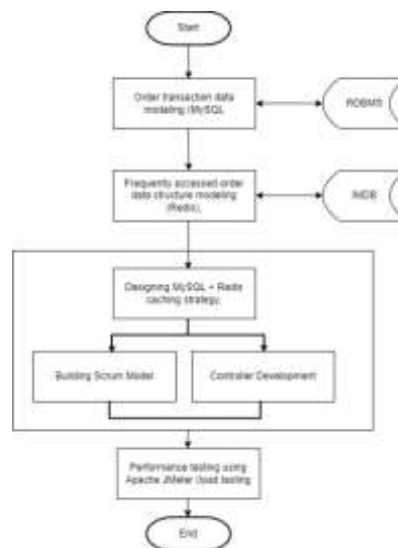 Start
Order transaction data
modeling (MySQL
RDBMS
Frequently accessed order
data structure modeling
(Redis),
IMDB
Designing MySQL + Redis
caching strategy,
Building Scrum Model
Controller Development
Performance testing using
Apache JMeter (load testing
End